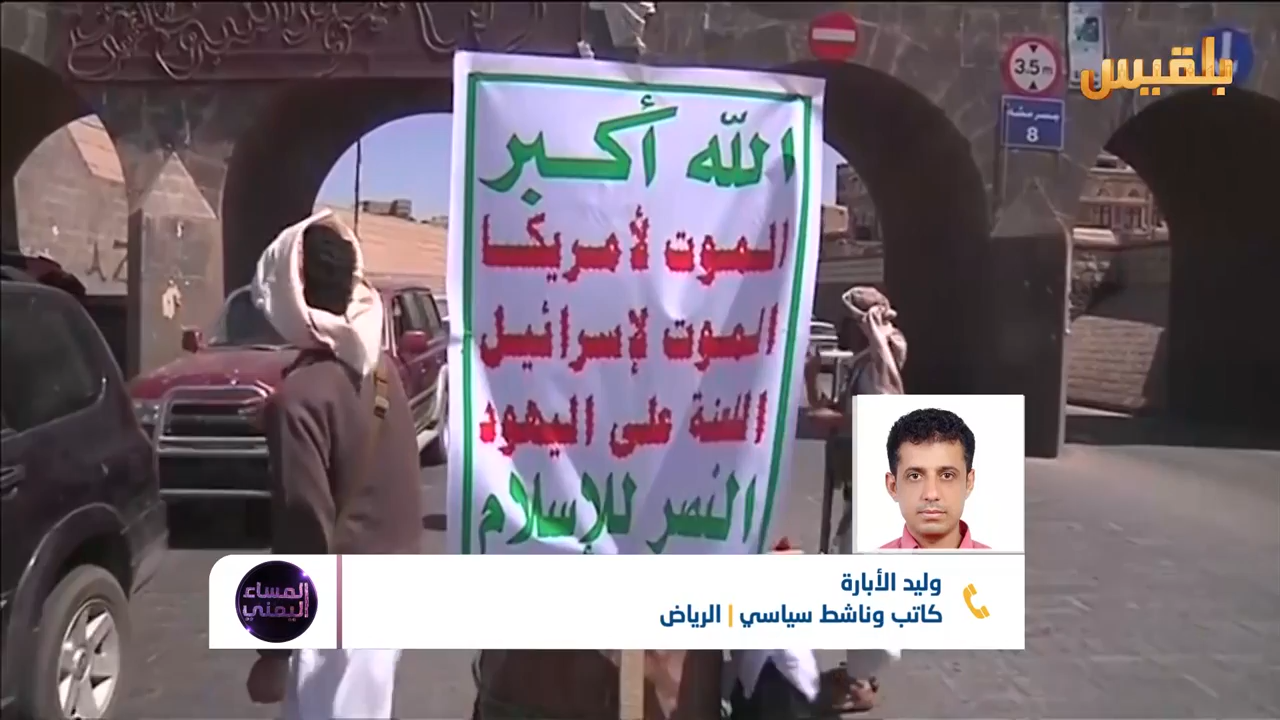 بلقيس
3.5m
8
الله أكبر
الموت لأمريكا
الموت لإسرائيل
اللعنة على اليهود
النصر للإسلام
وليد الأبارة
كاتب وناشط سياسي | الرياض
المساء
اليمني